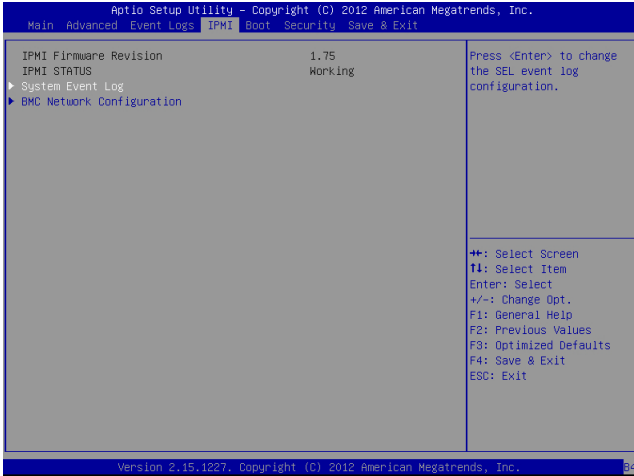 Aptio Setup Utility – Copyright (C) 2012 American Megatrends, Inc.
Main Advanced Event Logs IPMI Boot Security Save & Exit
IPMI Firmware Revision 1.75
IPMI STATUS Working
System Event Log
BMC Network Configuration
Press <Enter> to change
the SEL event log
configuration.
→←: Select Screen
↑↓: Select Item
Enter: Select
+/-: Change Opt.
F1: General Help
F2: Previous Values
F3: Optimized Defaults
F4: Save & Exit
ESC: Exit
Version 2.15.1227. Copyright (C) 2012 American Megatrends, Inc.